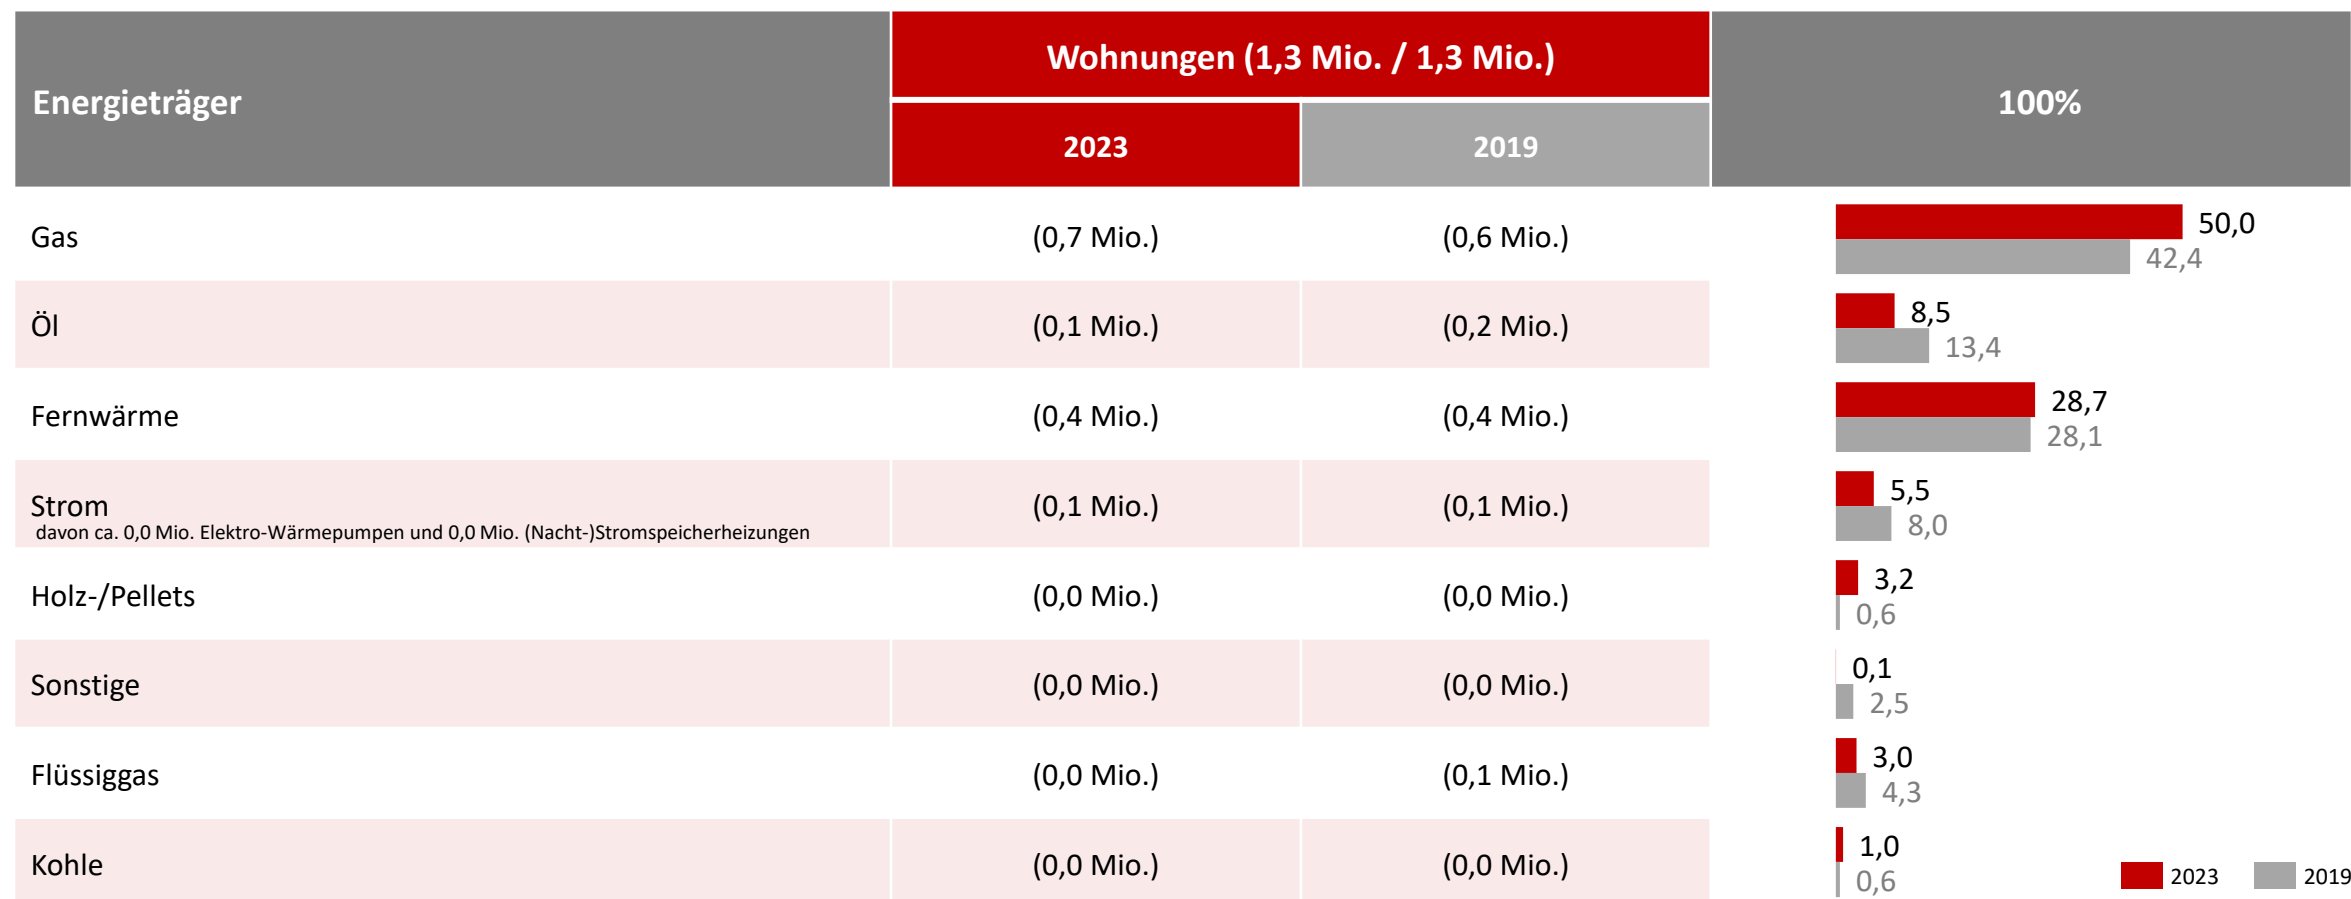 Energieträger
Wohnungen (1,3 Mio. / 1,3 Mio.)
100%
2023
2019
Gas
(0,7 Mio.)
(0,6 Mio.)
50,0
42,4
Öl
(0,1 Mio.)
(0,2 Mio.)
8,5
13,4
Fernwärme
(0,4 Mio.)
(0,4 Mio.)
28,7
28,1
Strom
davon ca. 0,0 Mio. Elektro-Wärmepumpen und 0,0 Mio. (Nacht-)Stromspeicherheizungen
(0,1 Mio.)
(0,1 Mio.)
5,5
8,0
Holz-/Pellets
(0,0 Mio.)
(0,0 Mio.)
3,2
0,6
Sonstige
(0,0 Mio.)
(0,0 Mio.)
0,1
2,5
Flüssiggas
(0,0 Mio.)
(0,1 Mio.)
3,0
4,3
Kohle
(0,0 Mio.)
(0,0 Mio.)
1,0
0,6
2023
2019